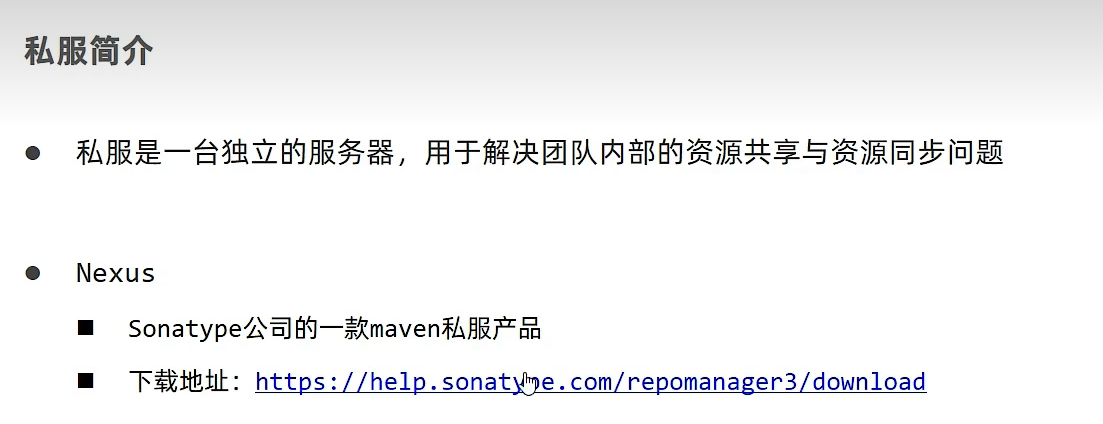 私服简介
私服是一台独立的服务器，用于解决团队内部的资源共享与资源同步问题
Nexus
Sonatype公司的一款maven私服产品
下载地址：https://help.sonatype.com/repomanager3/download